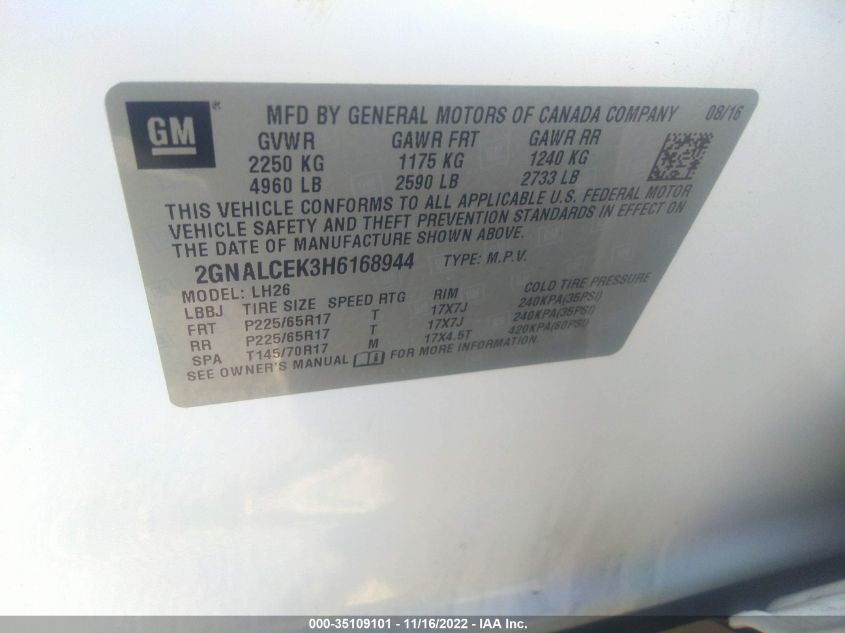 GM ®
MFD BY GENERAL MOTORS OF CANADA COMPANY 08/16
GVWR GAWR FRT GAWR RR
2250 KG 1175 KG 1240 KG
4960 LB 2590 LB 2733 LB
THIS VEHICLE CONFORMS TO ALL APPLICABLE U.S. FEDERAL MOTOR
VEHICLE SAFETY AND THEFT PREVENTION STANDARDS IN EFFECT ON
THE DATE OF MANUFACTURE SHOWN ABOVE.
2GNALCEK3H6168944 TYPE: M.P.V.
MODEL: LH26
LBBJ TIRE SIZE SPEED RTG RIM COLD TIRE PRESSURE
FRT P225/65R17 T 17X7J 240KPA(35PSI)
RR P225/65R17 T 17X7J 240KPA(35PSI)
SPA T145/70R17 M 17X4.5T 420KPA(60PSI)
SEE OWNER'S MANUAL FOR MORE INFORMATION.
000-35109101 - 11/16/2022 - IAA Inc.